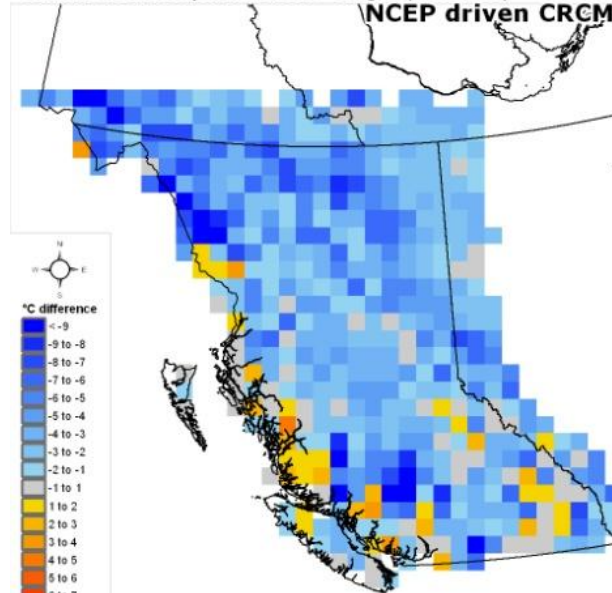 NCEP driven CRCM
N
W E
S
°C difference
< -9
-9 to -8
-8 to -7
-7 to -6
-6 to -5
-5 to -4
-4 to -3
-3 to -2
-2 to -1
-1 to 1
1 to 2
2 to 3
3 to 4
4 to 5
5 to 6